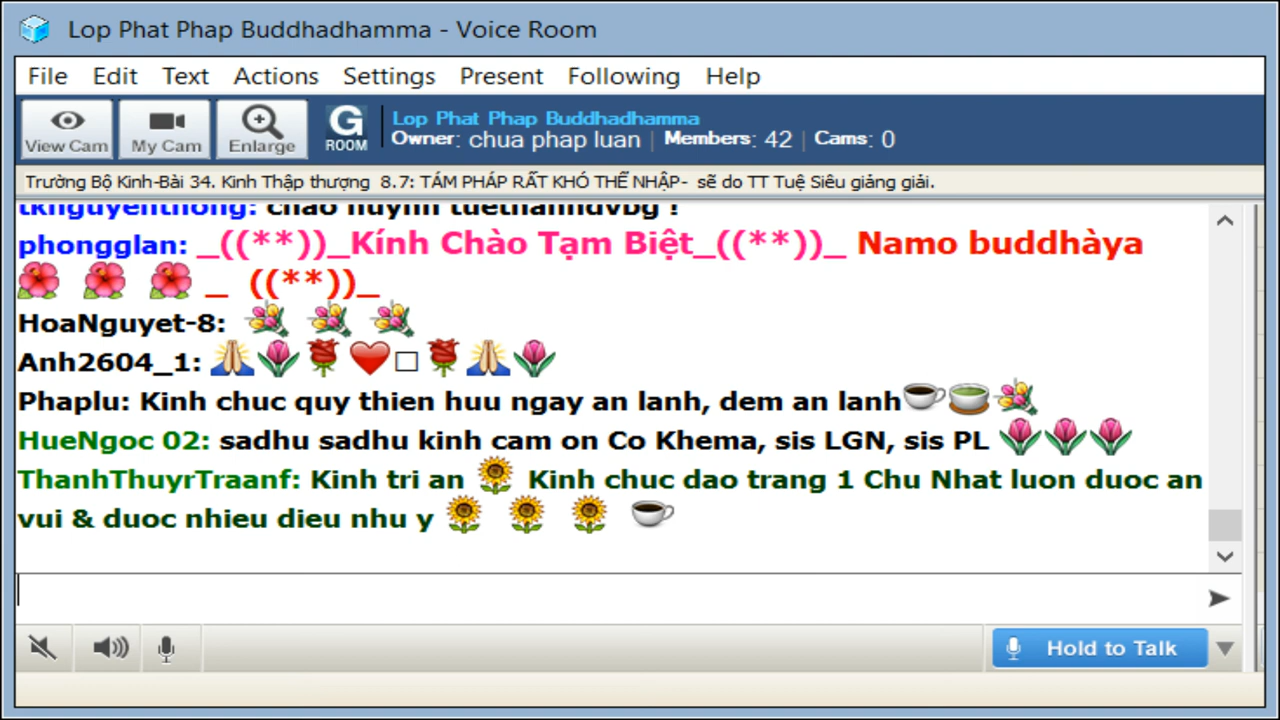 Lop Phat Phap Buddhadhamma - Voice Room
File Edit Text Actions Settings Present Following Help
View Cam My Cam Enlarge G ROOM
Lop Phat Phap Buddhadhamma
Owner: chua phap luan | Members: 42 | Cams: 0
Trường Bộ Kinh-Bài 34. Kinh Thập thượng 8.7: TÁM PHÁP RẤT KHÓ THỂ NHẬP- sẽ do TT Tuệ Siêu giảng giải.
tknguyenthong: chao huynh tuethanhdvbg !
phongglan: _((**))_Kính Chào Tạm Biệt_((**))_ Namo buddhàya
🌺 🌺 🌺 _ ((**))_
HoaNguyet-8: 💐 💐 💐
Anh2604_1: 🙏🌷🌹❤️□🌹🙏🌷
Phaplu: Kinh chuc quy thien huu ngay an lanh, dem an lanh☕🍵💐
HueNgoc 02: sadhu sadhu kinh cam on Co Khema, sis LGN, sis PL 🌷🌷🌷
ThanhThuyrTraanf: Kinh tri an 🌻 Kinh chuc dao trang 1 Chu Nhat luon duoc an
vui & duoc nhieu dieu nhu y 🌻 🌻 🌻 ☕
Hold to Talk